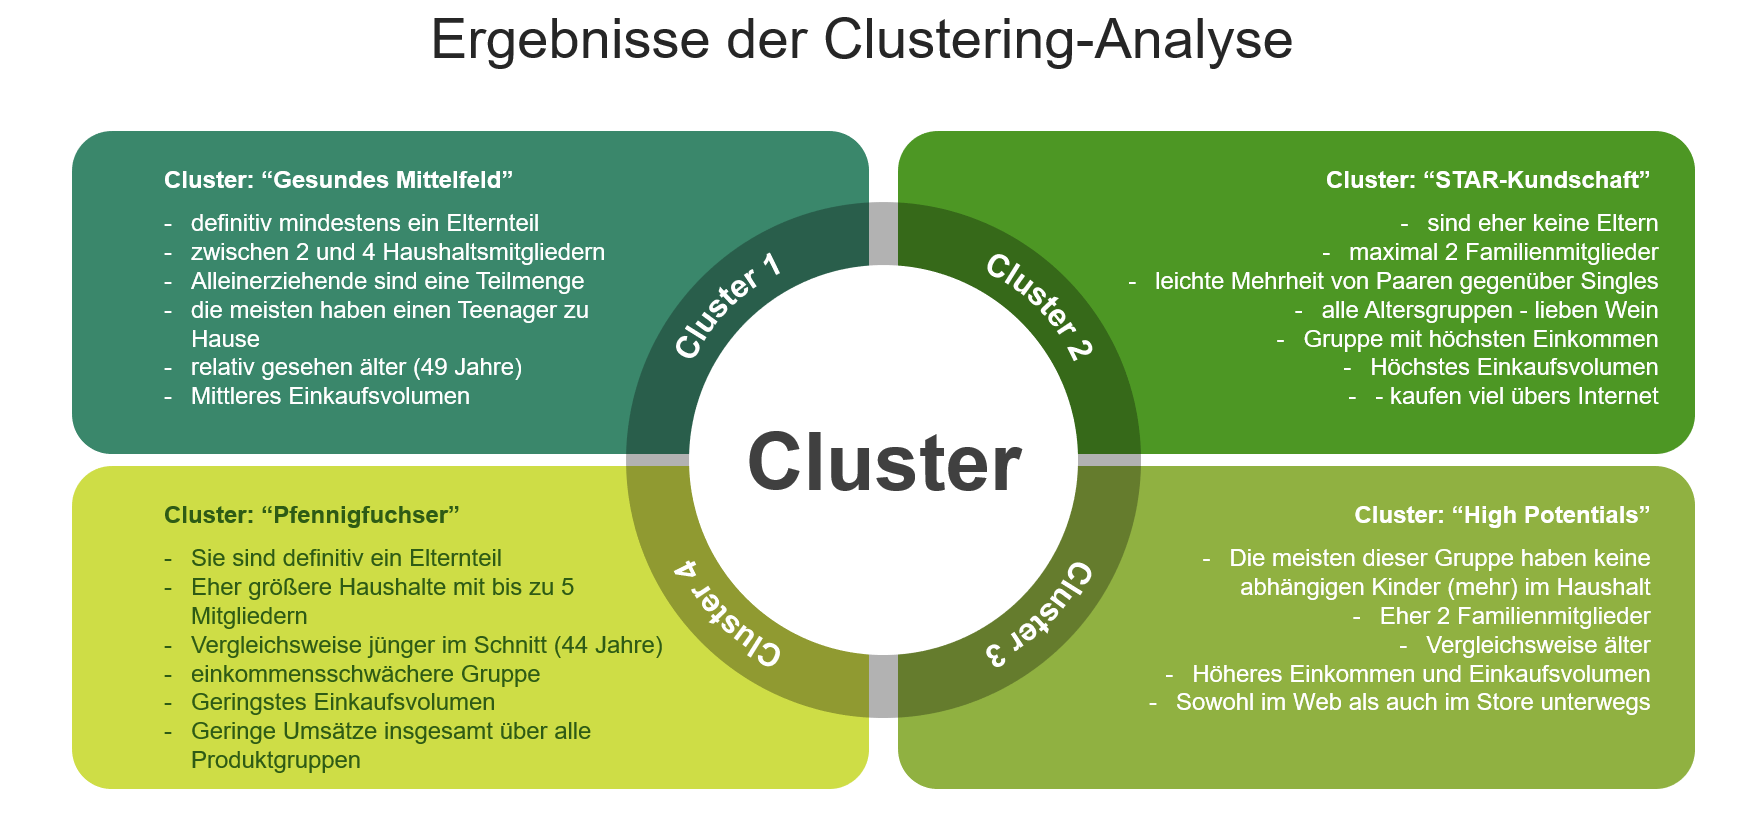 Ergebnisse der Clustering-Analyse
Cluster: “Gesundes Mittelfeld”
- definitiv mindestens ein Elternteil
- zwischen 2 und 4 Haushaltsmitgliedern
- Alleinerziehende sind eine Teilmenge
- die meisten haben einen Teenager zu
Hause
- relativ gesehen älter (49 Jahre)
- Mittleres Einkaufsvolumen
Cluster 1
Cluster: “STAR-Kundschaft”
- sind eher keine Eltern
- maximal 2 Familienmitglieder
- leichte Mehrheit von Paaren gegenüber Singles
- alle Altersgruppen - lieben Wein
- Gruppe mit höchsten Einkommen
- Höchstes Einkaufsvolumen
- - kaufen viel übers Internet
Cluster 2
Cluster
Cluster: “Pfennigfuchser”
- Sie sind definitiv ein Elternteil
- Eher größere Haushalte mit bis zu 5
Mitgliedern
- Vergleichsweise jünger im Schnitt (44 Jahre)
- einkommensschwächere Gruppe
- Geringstes Einkaufsvolumen
- Geringe Umsätze insgesamt über alle
Produktgruppen
Cluster 4
Cluster: “High Potentials”
- Die meisten dieser Gruppe haben keine
abhängigen Kinder (mehr) im Haushalt
- Eher 2 Familienmitglieder
- Vergleichsweise älter
- Höheres Einkommen und Einkaufsvolumen
- Sowohl im Web als auch im Store unterwegs
Cluster 3